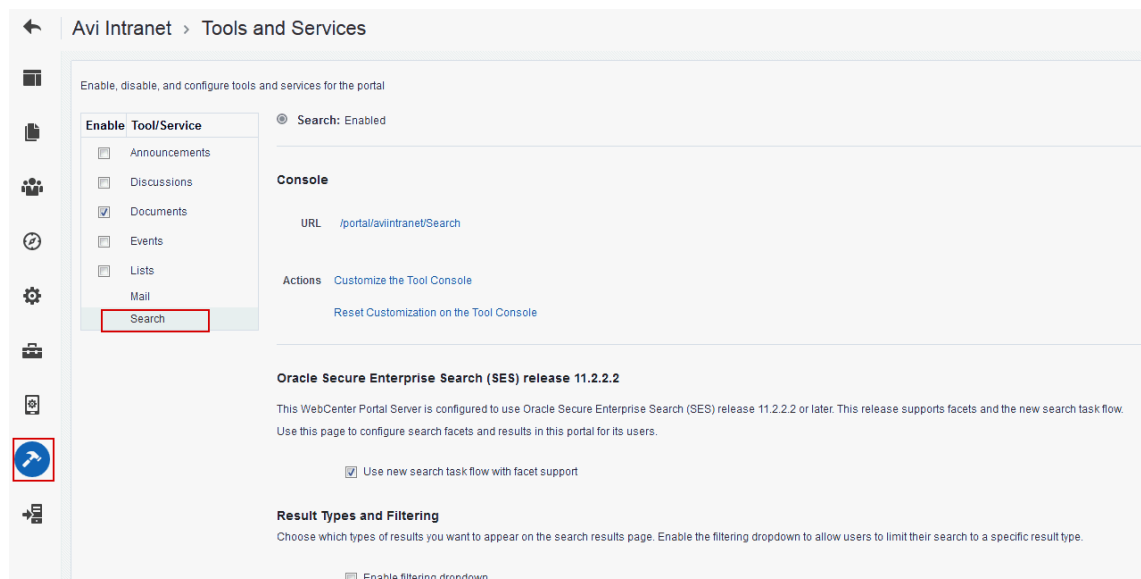 Avi Intranet > Tools and Services
Enable, disable, and configure tools and services for the portal
Enable Tool/Service
Announcements
Discussions
Documents
Events
Lists
Mail
Search
Search: Enabled
Console
URL /portal/aviintranet/Search
Actions Customize the Tool Console
Reset Customization on the Tool Console
Oracle Secure Enterprise Search (SES) release 11.2.2.2
This WebCenter Portal Server is configured to use Oracle Secure Enterprise Search (SES) release 11.2.2.2 or later. This release supports facets and the new search task flow.
Use this page to configure search facets and results in this portal for its users.
Use new search task flow with facet support
Result Types and Filtering
Choose which types of results you want to appear on the search results page. Enable the filtering dropdown to allow users to limit their search to a specific result type.
Enable filtering dropdown